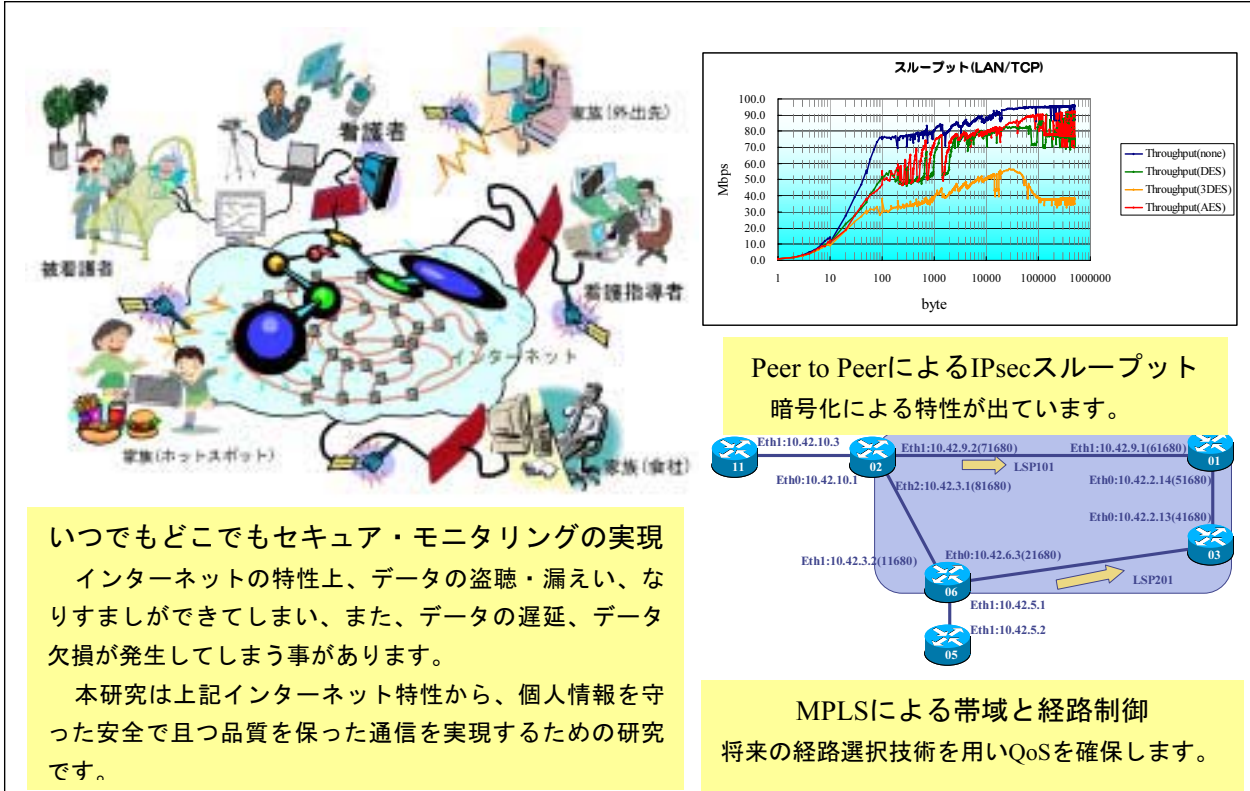 看護者
家族(外出先)
被看護者
看護指導者
インターネット
家族(ホットスポット)
家族(会社)
いつでもどこでもセキュア・モニタリングの実現
インターネットの特性上、データの盗聴・漏えい、な
りすましができてしまい、また、データの遅延、データ
欠損が発生してしまう事があります。
本研究は上記インターネット特性から、個人情報を守
った安全で且つ品質を保った通信を実現するための研究
です。
スループット(LAN/TCP)
100.0
90.0
80.0
70.0
60.0
50.0
40.0
30.0
20.0
10.0
0.0
Mbps
1 10 100 1000 10000 100000 1000000
byte
Throughput(none)
Throughput(DES)
Throughput(3DES)
Throughput(AES)
Peer to PeerによるIPsecスループット
暗号化による特性が出ています。
Eth1:10.42.10.3
11
Eth0:10.42.10.1
02
Eth1:10.42.9.2(71680)
LSP101
Eth1:10.42.9.1(61680)
01
Eth2:10.42.3.1(81680)
Eth0:10.42.2.14(51680)
Eth0:10.42.2.13(41680)
03
Eth1:10.42.3.2(11680)
Eth0:10.42.6.3(21680)
06
LSP201
Eth1:10.42.5.1
Eth1:10.42.5.2
05
MPLSによる帯域と経路制御
将来の経路選択技術を用いQoSを確保します。